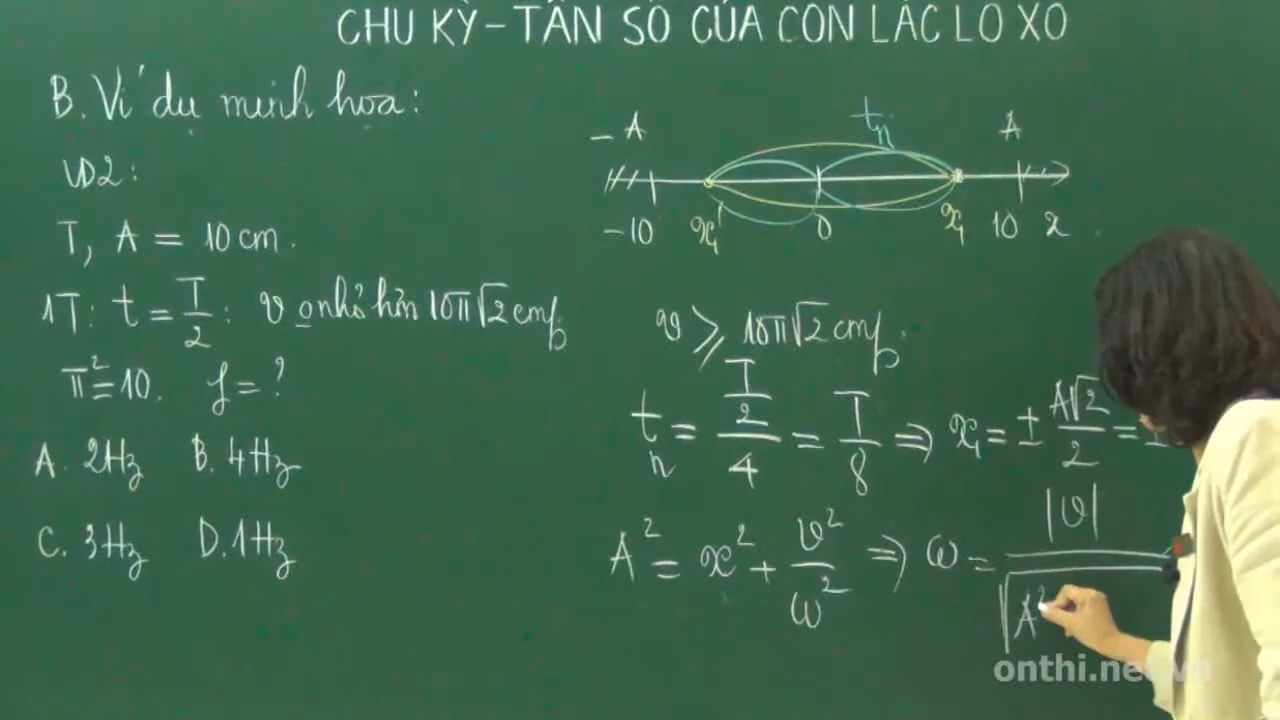 CHU KỲ - TẦN SỐ CỦA CON LẮC LÒ XO
B. Ví dụ minh họa:
VD2:
T, A = 10 cm.
1T: t = T/2 : v o nhỏ hơn 10π√2 cm/s
π² = 10. f = ?
A. 2Hz B. 4Hz
C. 3Hz D. 1Hz
-A tn A
-10 x₁' 0 x₁ 10 x
v ⩾ 10π√2 cm/s.
tn = (T/2)/4 = T/8 ⇒ x₁ = ± A√2/2 = ±
A² = x² + v²/ω² ⇒ ω = |v|/√A²
onthi.net.vn